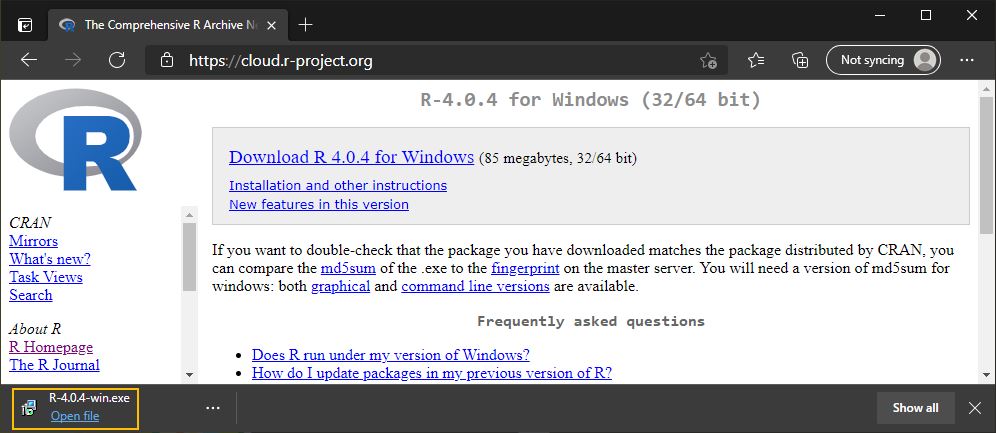 The Comprehensive R Archive Ne
https://cloud.r-project.org
Not syncing
R
R-4.0.4 for Windows (32/64 bit)
Download R 4.0.4 for Windows (85 megabytes, 32/64 bit)
Installation and other instructions
New features in this version
CRAN
Mirrors
What's new?
Task Views
Search
About R
R Homepage
The R Journal
If you want to double-check that the package you have downloaded matches the package distributed by CRAN, you
can compare the md5sum of the .exe to the fingerprint on the master server. You will need a version of md5sum for
windows: both graphical and command line versions are available.
Frequently asked questions
Does R run under my version of Windows?
How do I update packages in my previous version of R?
R-4.0.4-win.exe
Open file
Show all